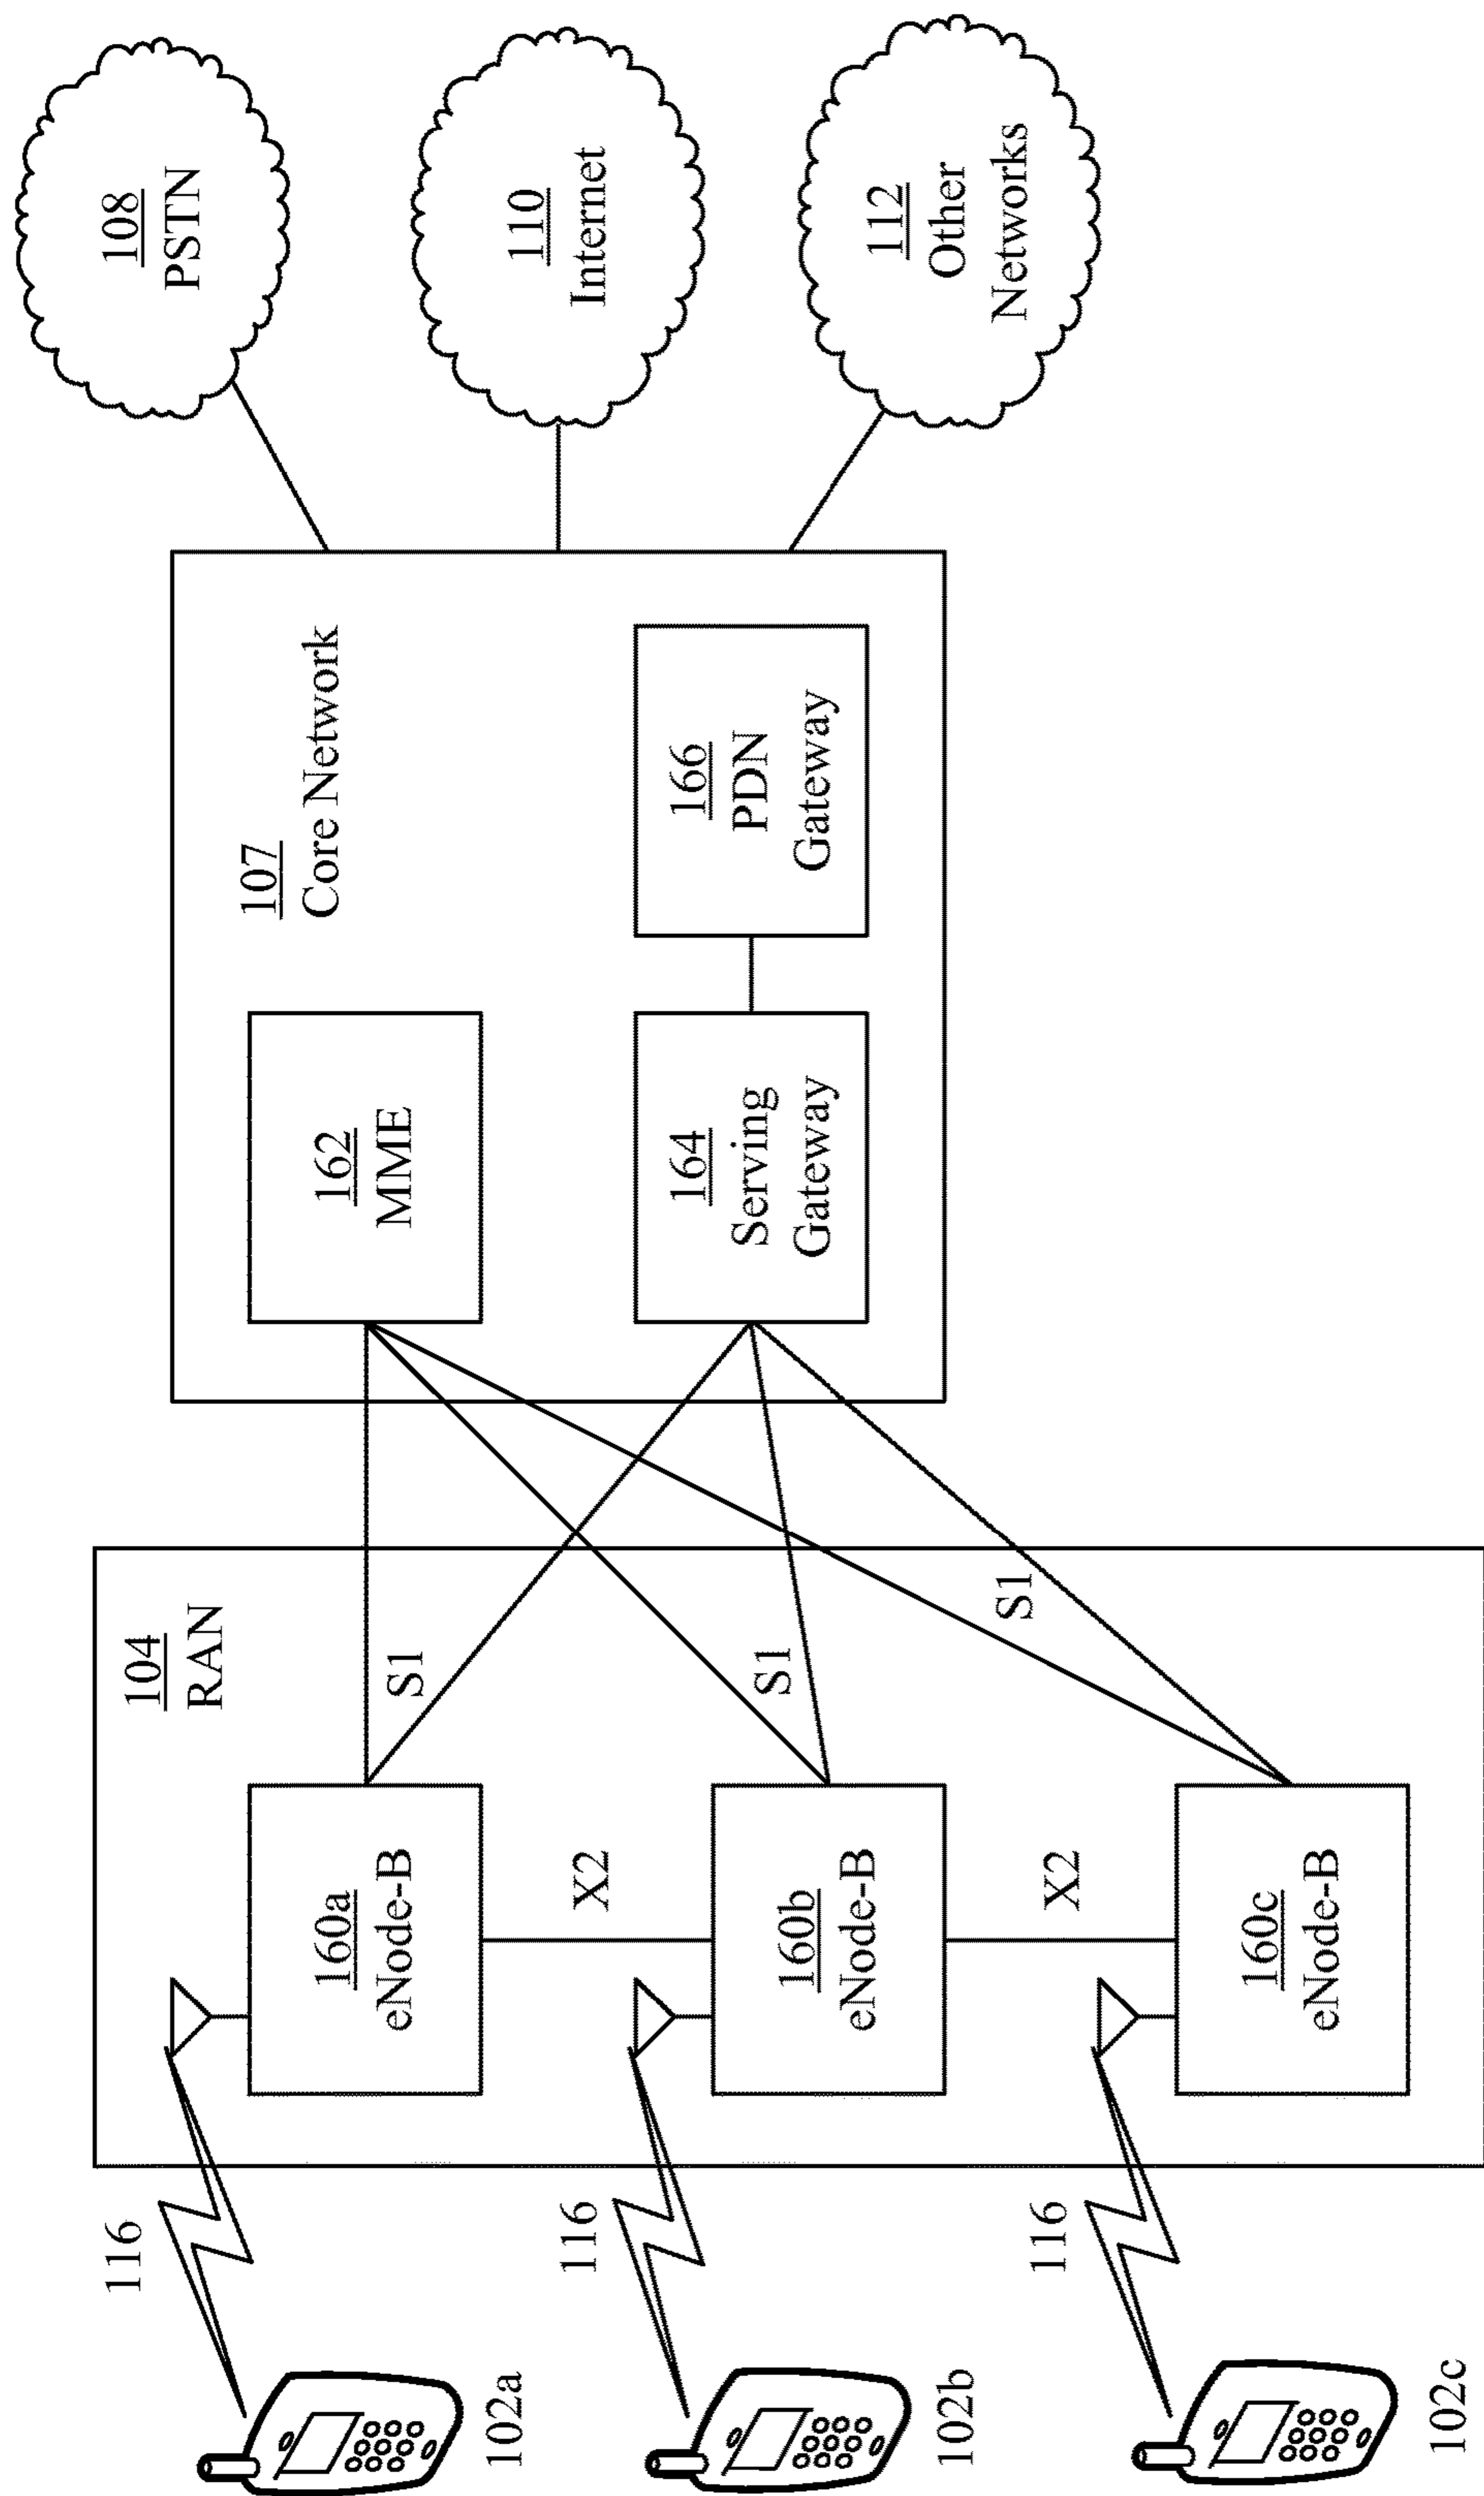 116
102a
116
102b
116
102c
104
RAN
160a
eNode-B
S1
X2
160b
eNode-B
S1
X2
160c
eNode-B
S1
107
Core Network
162
MME
164
Serving
Gateway
166
PDN
Gateway
108
PSTN
110
Internet
112
Other
Networks